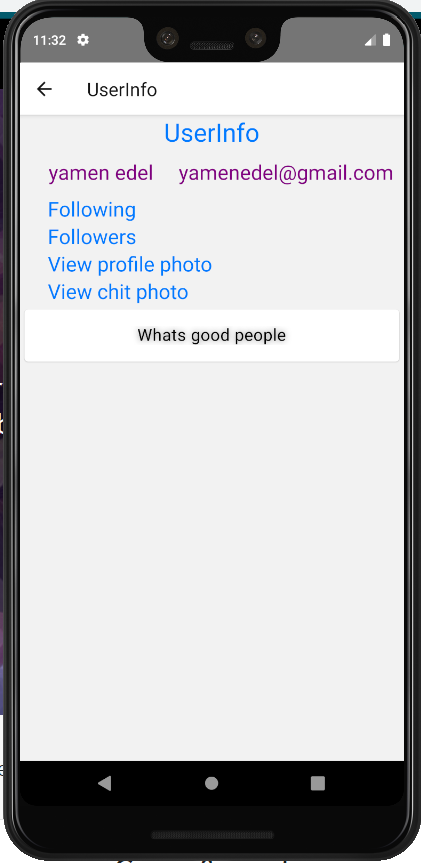 11:32
UserInfo
UserInfo
yamen edel yamenedel@gmail.com
Following
Followers
View profile photo
View chit photo
Whats good people